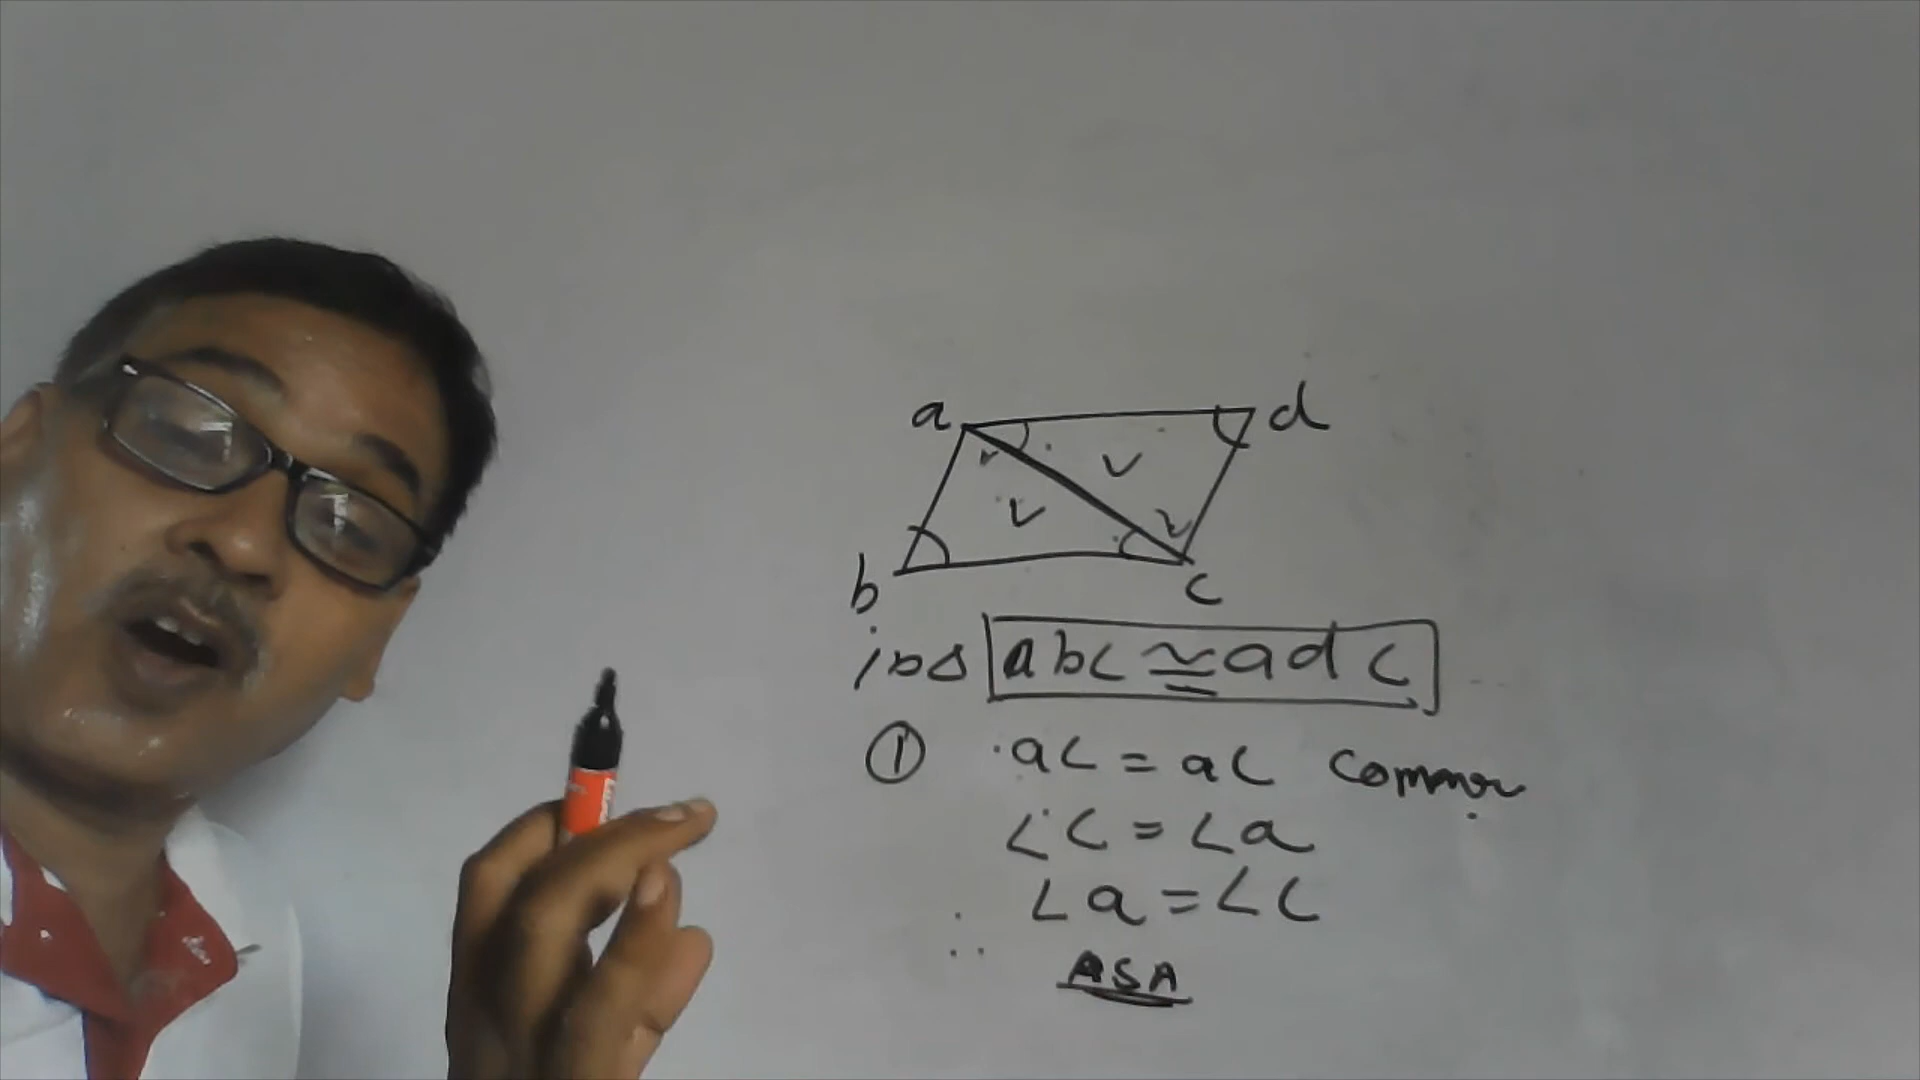 a d
b c
in Δ abc ≅ adc
① ac = ac common
∠c = ∠a
∠a = ∠c
∴ ASA